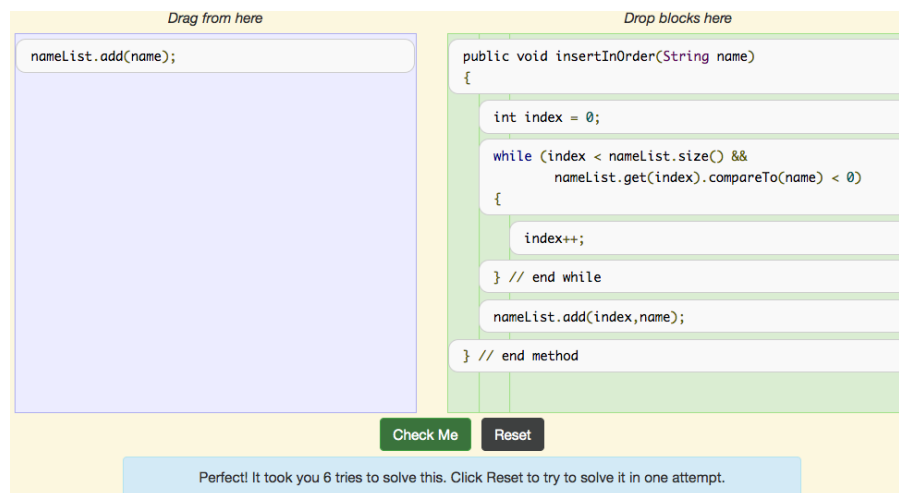 Drag from here
Drop blocks here
nameList.add(name);
public void insertInOrder(String name)
{
int index = 0;
while (index < nameList.size() &&
nameList.get(index).compareTo(name) < 0)
{
index++;
} // end while
nameList.add(index,name);
} // end method
Check Me
Reset
Perfect! It took you 6 tries to solve this. Click Reset to try to solve it in one attempt.